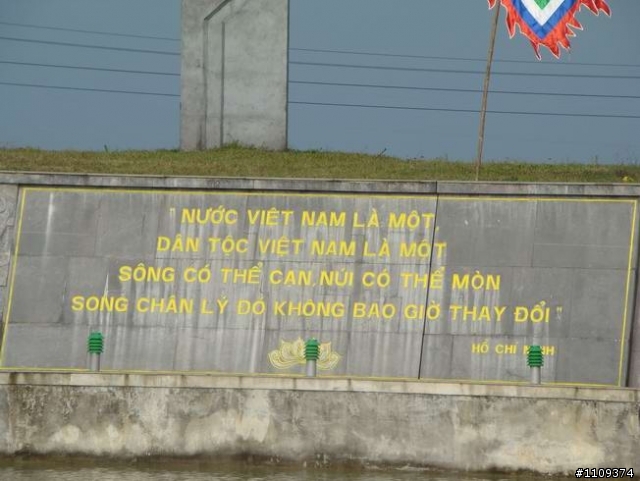 " NƯỚC VIỆT NAM LÀ MỘT,
DÂN TỘC VIỆT NAM LÀ MỘT
SÔNG CÓ THỂ CẠN, NÚI CÓ THỂ MÒN
SONG CHÂN LÝ ĐÓ KHÔNG BAO GIỜ THAY ĐỔI "
HỒ CHÍ MINH
#1109374